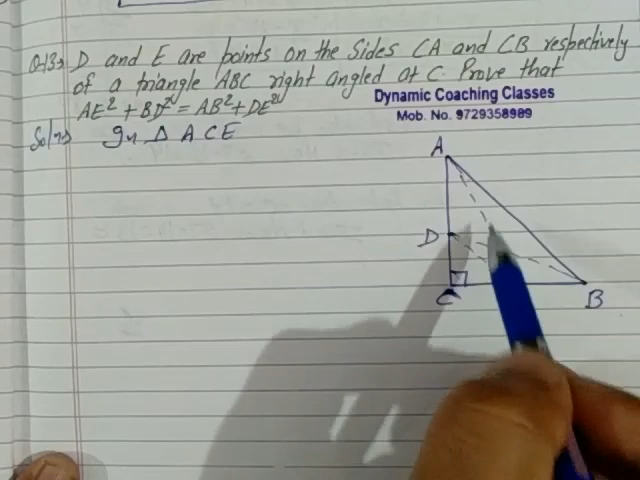 Q.13⇒ D and E are points on the sides CA and CB respectively
of a triangle ABC right angled at C. Prove that
AE² + BD² = AB² + DE²
Dynamic Coaching Classes
Mob. No. 9729358989
Sol⇒ In Δ ACE
A
D
C
B